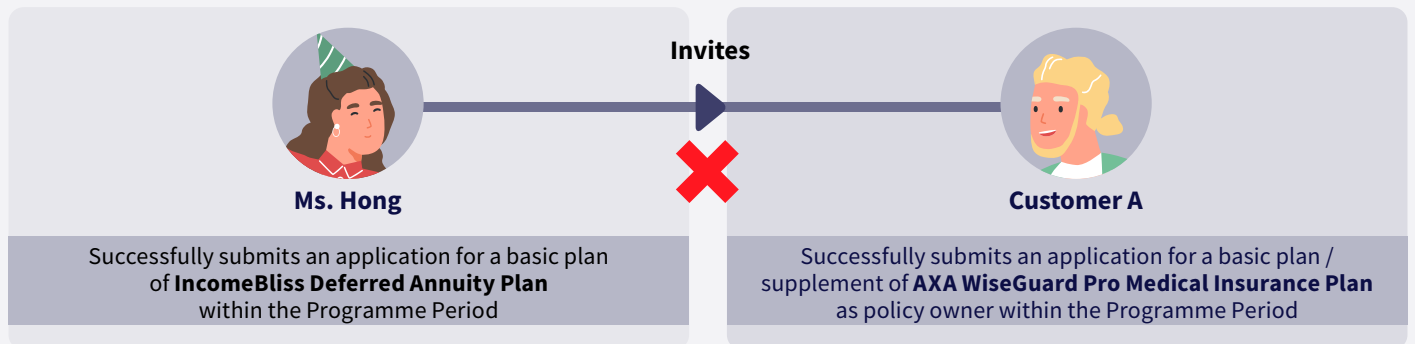 Invites
Ms. Hong
Successfully submits an application for a basic plan
of IncomeBliss Deferred Annuity Plan
within the Programme Period
Customer A
Successfully submits an application for a basic plan /
supplement of AXA WiseGuard Pro Medical Insurance Plan
as policy owner within the Programme Period